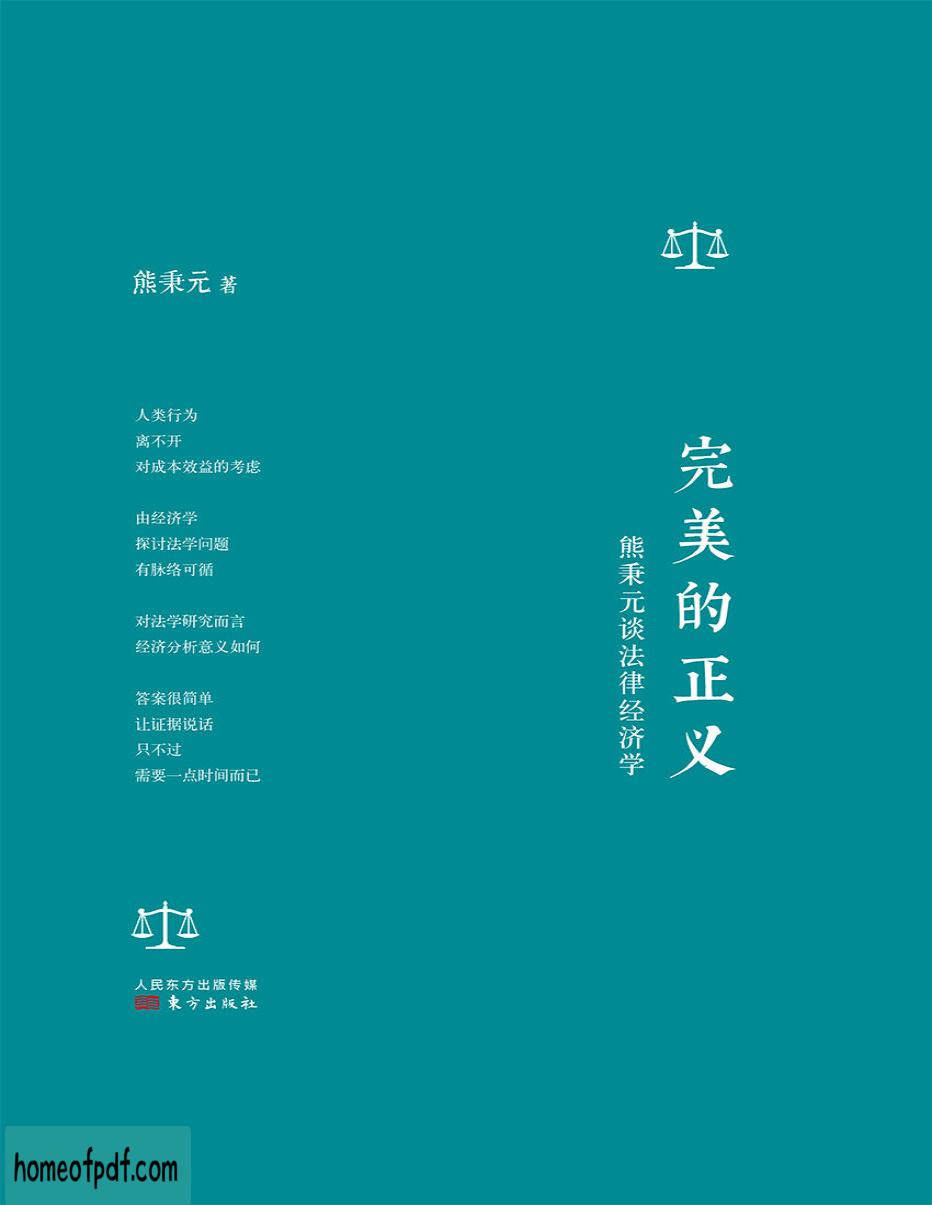 熊秉元 著
人类行为
离不开
对成本效益的考虑
由经济学
探讨法学问题
有脉络可循
对法学研究而言
经济分析意义如何
答案很简单
让证据说话
只不过
需要一点时间而已
完美的正义
熊秉元谈法律经济学
人民东方出版传媒
東方出版社
homeofpdf.com